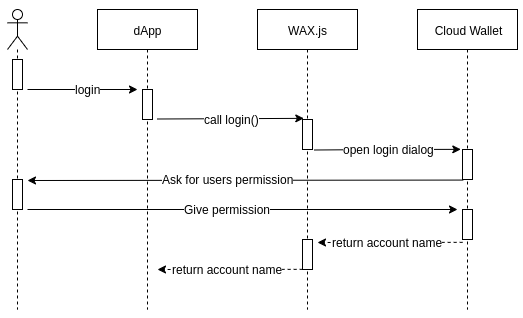 dApp
WAX.js
Cloud Wallet
login
call login()
open login dialog
Ask for users permission
Give permission
return account name
return account name